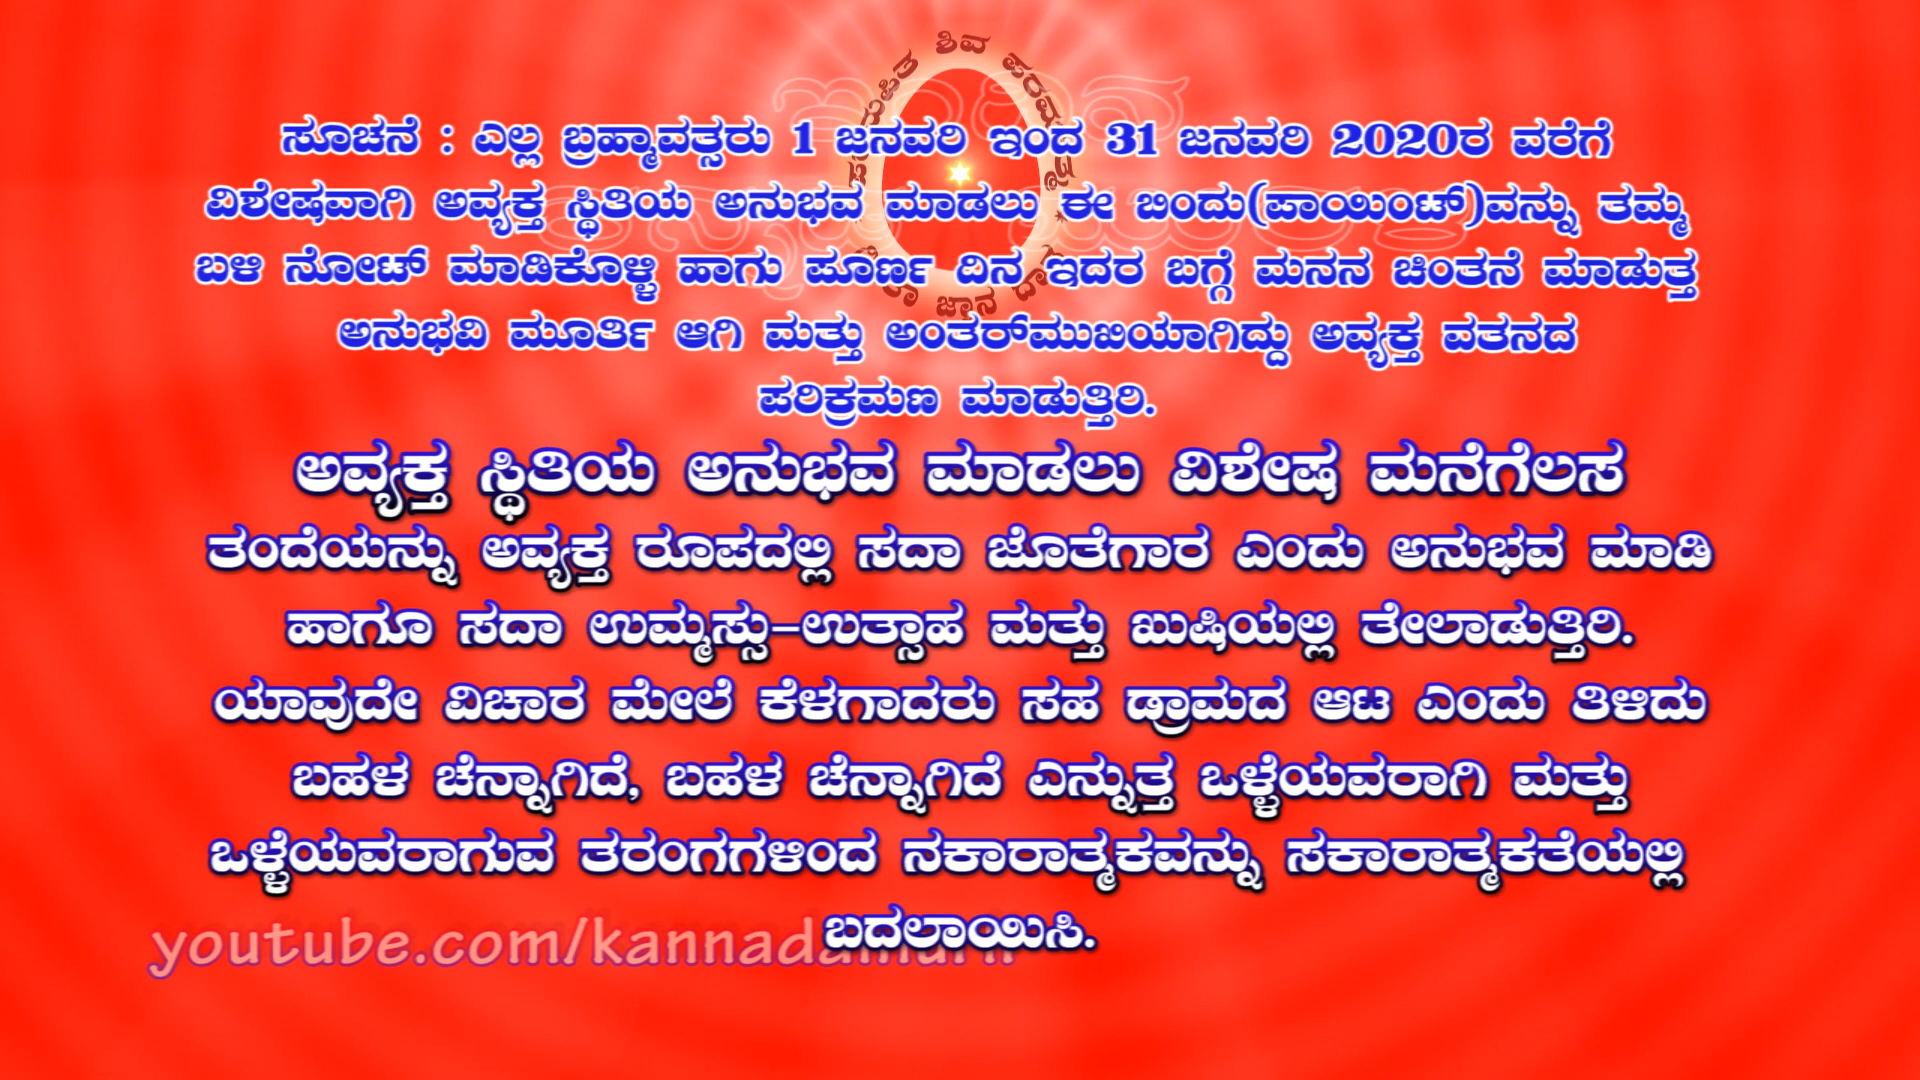 ಶಿವ
ಸೂಚನೆ : ಎಲ್ಲ ಬ್ರಹ್ಮಾವತ್ಸರು 1 ಜನವರಿ ಇಂದ 31 ಜನವರಿ 2020ರ ವರೆಗೆ
ವಿಶೇಷವಾಗಿ ಅವ್ಯಕ್ತ ಸ್ಥಿತಿಯ ಅನುಭವ ಮಾಡಲು ಈ ಬಿಂದು(ಪಾಯಿಂಟ್)ವನ್ನು ತಮ್ಮ
ಬಳಿ ನೋಟ್ ಮಾಡಿಕೊಳ್ಳಿ ಹಾಗು ಪೂರ್ಣ ದಿನ ಇದರ ಬಗ್ಗೆ ಮನನ ಚಿಂತನೆ ಮಾಡುತ್ತ
ಜ್ಞಾನ
ಅನುಭವಿ ಮೂರ್ತಿ ಆಗಿ ಮತ್ತು ಅಂತರ್‌ಮುಖಿಯಾಗಿದ್ದು ಅವ್ಯಕ್ತ ವತನದ
ಪರಿಕ್ರಮಣ ಮಾಡುತ್ತಿರಿ.
ಅವ್ಯಕ್ತ ಸ್ಥಿತಿಯ ಅನುಭವ ಮಾಡಲು ವಿಶೇಷ ಮನೆಗೆಲಸ
ತಂದೆಯನ್ನು ಅವ್ಯಕ್ತ ರೂಪದಲ್ಲಿ ಸದಾ ಜೊತೆಗಾರ ಎಂದು ಅನುಭವ ಮಾಡಿ
ಹಾಗೂ ಸದಾ ಉಮ್ಮಸ್ಸು-ಉತ್ಸಾಹ ಮತ್ತು ಖುಷಿಯಲ್ಲಿ ತೇಲಾಡುತ್ತಿರಿ.
ಯಾವುದೇ ವಿಚಾರ ಮೇಲೆ ಕೆಳಗಾದರು ಸಹ ಡ್ರಾಮದ ಆಟ ಎಂದು ತಿಳಿದು
ಬಹಳ ಚೆನ್ನಾಗಿದೆ, ಬಹಳ ಚೆನ್ನಾಗಿದೆ ಎನ್ನುತ್ತ ಒಳ್ಳೆಯವರಾಗಿ ಮತ್ತು
ಒಳ್ಳೆಯವರಾಗುವ ತರಂಗಗಳಿಂದ ನಕಾರಾತ್ಮಕವನ್ನು ಸಕಾರಾತ್ಮಕತೆಯಲ್ಲಿ
ಬದಲಾಯಿಸಿ.